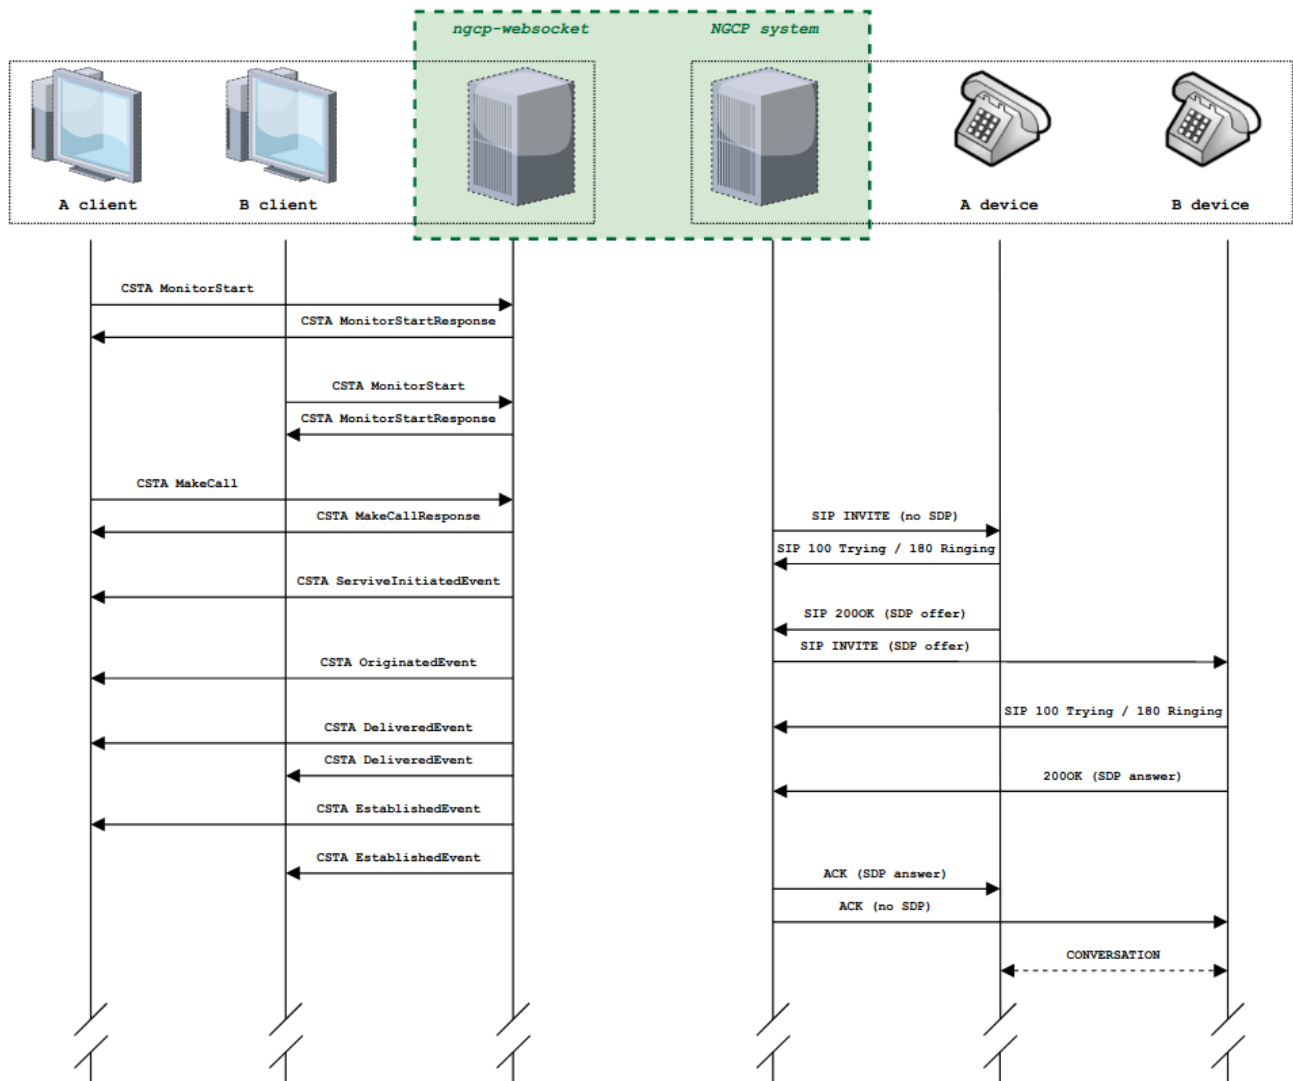 ngcp-websocket
NGCP system
A client
B client
A device
B device
CSTA MonitorStart
CSTA MonitorStartResponse
CSTA MonitorStart
CSTA MonitorStartResponse
CSTA MakeCall
CSTA MakeCallResponse
SIP INVITE (no SDP)
SIP 100 Trying / 180 Ringing
CSTA ServiveInitiatedEvent
SIP 200OK (SDP offer)
SIP INVITE (SDP offer)
CSTA OriginatedEvent
SIP 100 Trying / 180 Ringing
CSTA DeliveredEvent
CSTA DeliveredEvent
200OK (SDP answer)
CSTA EstablishedEvent
CSTA EstablishedEvent
ACK (SDP answer)
ACK (no SDP)
CONVERSATION